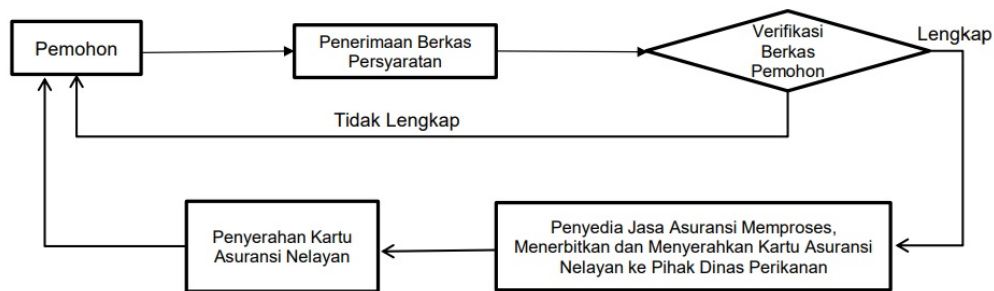 Pemohon
Penerimaan Berkas
Persyaratan
Verifikasi
Berkas
Pemohon
Lengkap
Tidak Lengkap
Penyerahan Kartu
Asuransi Nelayan
Penyedia Jasa Asuransi Memproses,
Menerbitkan dan Menyerahkan Kartu Asuransi
Nelayan ke Pihak Dinas Perikanan